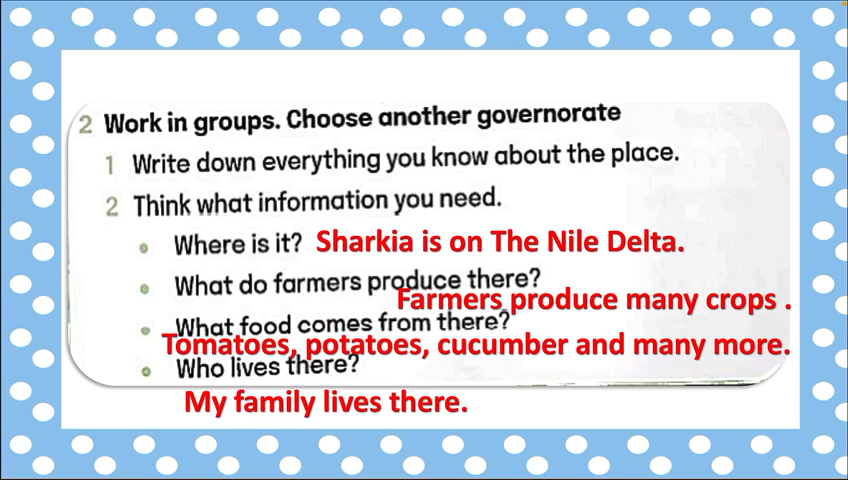 2 Work in groups. Choose another governorate
1 Write down everything you know about the place.
2 Think what information you need.
• Where is it? Sharkia is on The Nile Delta.
• What do farmers produce there?
Farmers produce many crops .
• What food comes from there?
Tomatoes, potatoes, cucumber and many more.
• Who lives there?
My family lives there.